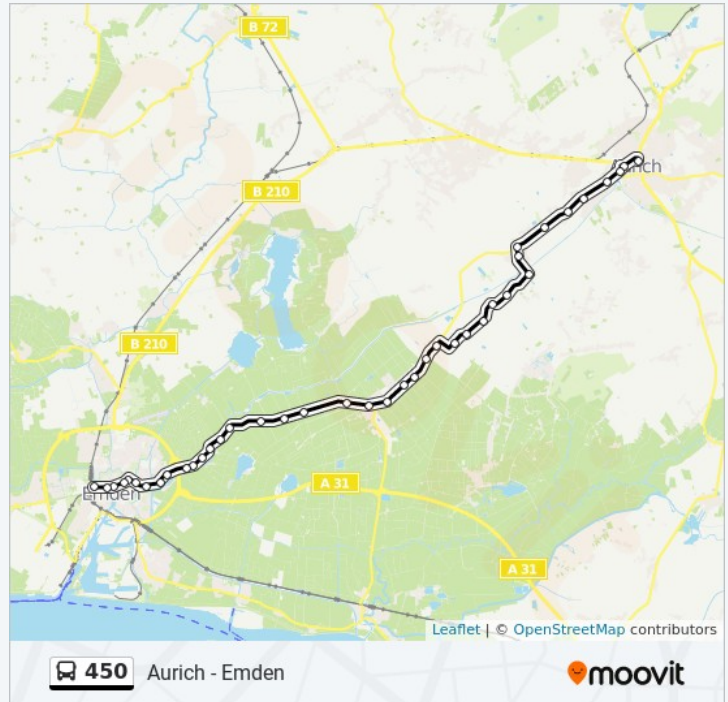 B 72
B 210
Aurich
B 210
A 31
Emden
A 31
Leaflet | © OpenStreetMap contributors
450 Aurich - Emden
moovit